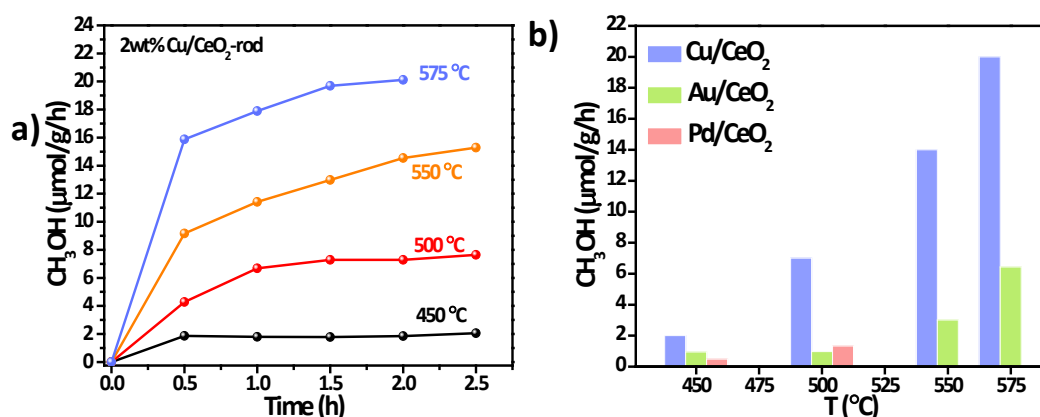 a)
2wt% Cu/CeO₂-rod
CH₃OH (μmol/g/h)
24
22
20
18
16
14
12
10
8
6
4
2
0
575 °C
550 °C
500 °C
450 °C
0.0 0.5 1.0 1.5 2.0 2.5
Time (h)
b)
CH₃OH (μmol/g/h)
22
20
18
16
14
12
10
8
6
4
2
0
Cu/CeO₂
Au/CeO₂
Pd/CeO₂
450 475 500 525 550 575
T (°C)